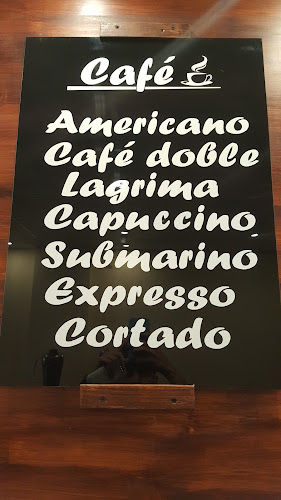 Café
Americano
Café doble
Lagrima
Capuccino
Submarino
Expresso
Cortado